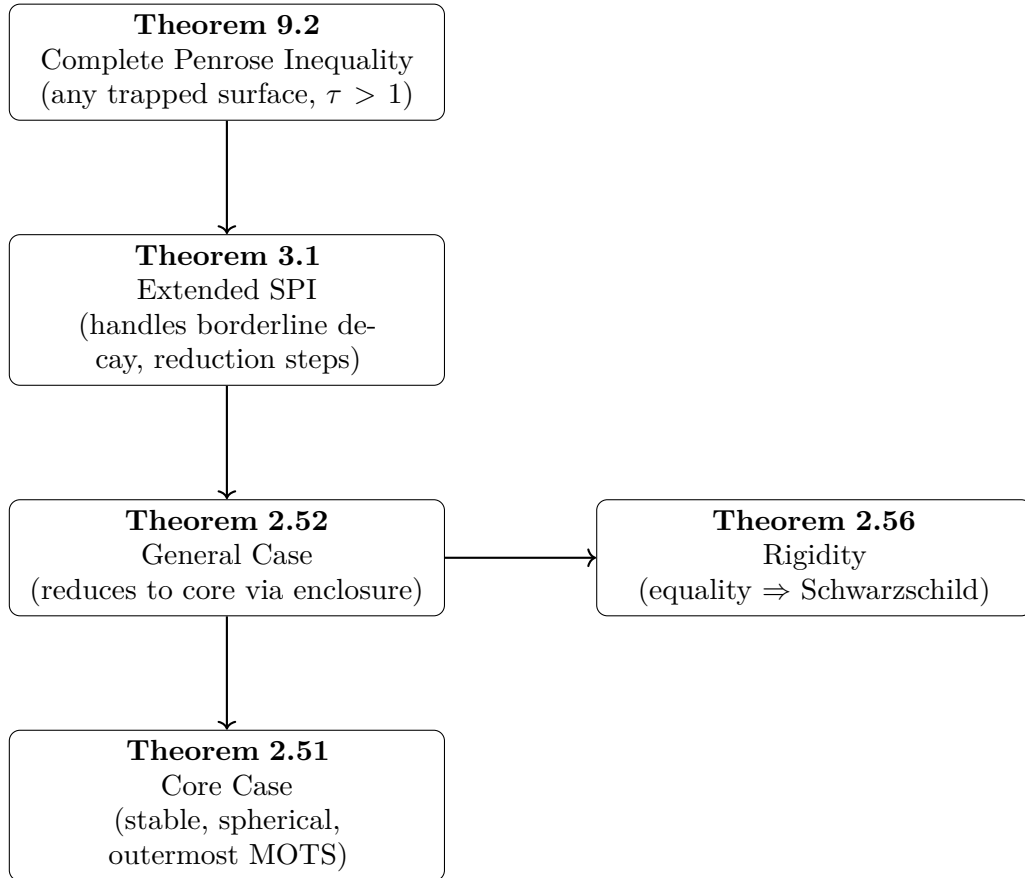 Theorem 9.2
Complete Penrose Inequality
(any trapped surface, τ > 1)
Theorem 3.1
Extended SPI
(handles borderline de-
cay, reduction steps)
Theorem 2.52
General Case
(reduces to core via enclosure)
Theorem 2.56
Rigidity
(equality ⇒ Schwarzschild)
Theorem 2.51
Core Case
(stable, spherical,
outermost MOTS)